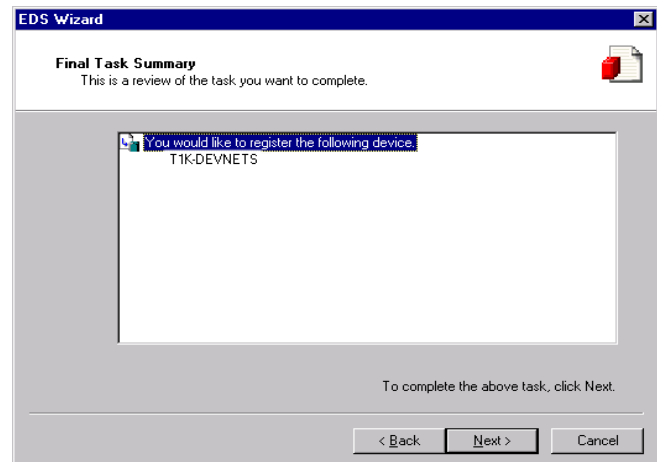 EDS Wizard
Final Task Summary
This is a review of the task you want to complete.
You would like to register the following device.
T1K-DEVNETS
To complete the above task, click Next.
< Back
Next >
Cancel